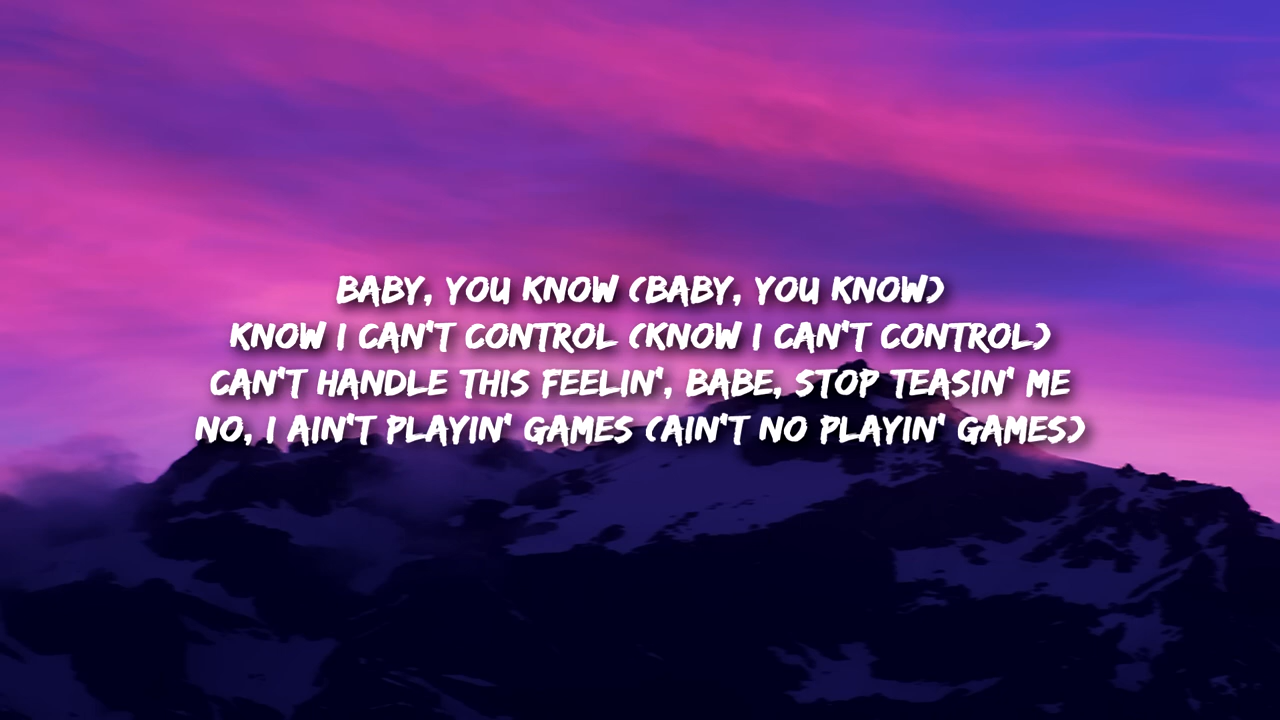 BABY, YOU KNOW (BABY, YOU KNOW)
KNOW I CAN'T CONTROL (KNOW I CAN'T CONTROL)
CAN'T HANDLE THIS FEELIN', BABE, STOP TEASIN' ME
NO, I AIN'T PLAYIN' GAMES (AIN'T NO PLAYIN' GAMES)